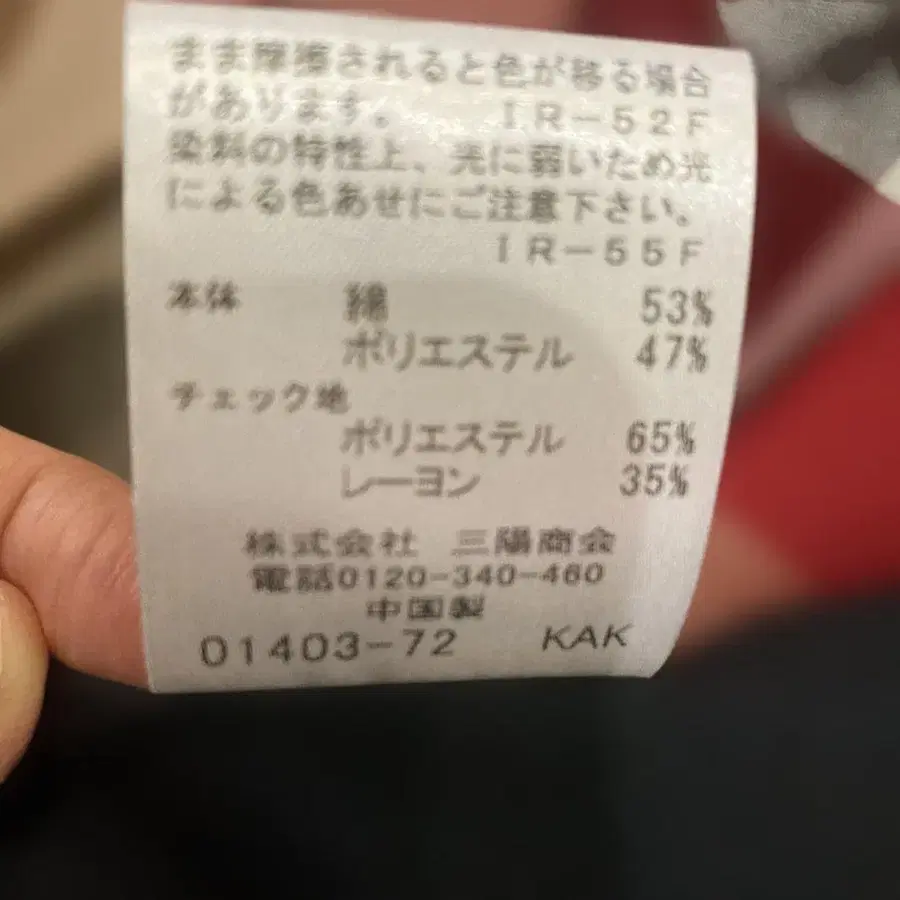 まま摩擦されると色が移る場合
があります。 IR-52F
染料の特性上、光に弱いため光
による色あせにご注意下さい。
IR-55F
本体 綿 53%
ポリエステル 47%
チェック地
ポリエステル 65%
レーヨン 35%
株式会社 三陽商会
電話0120-340-460
中国製
01403-72 KAK